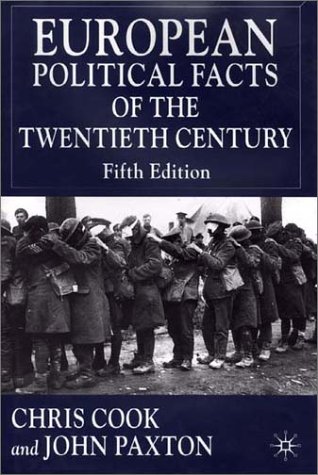 EUROPEAN
POLITICAL FACTS
OF THE
TWENTIETH CENTURY
Fifth Edition
CHRIS COOK
and JOHN PAXTON